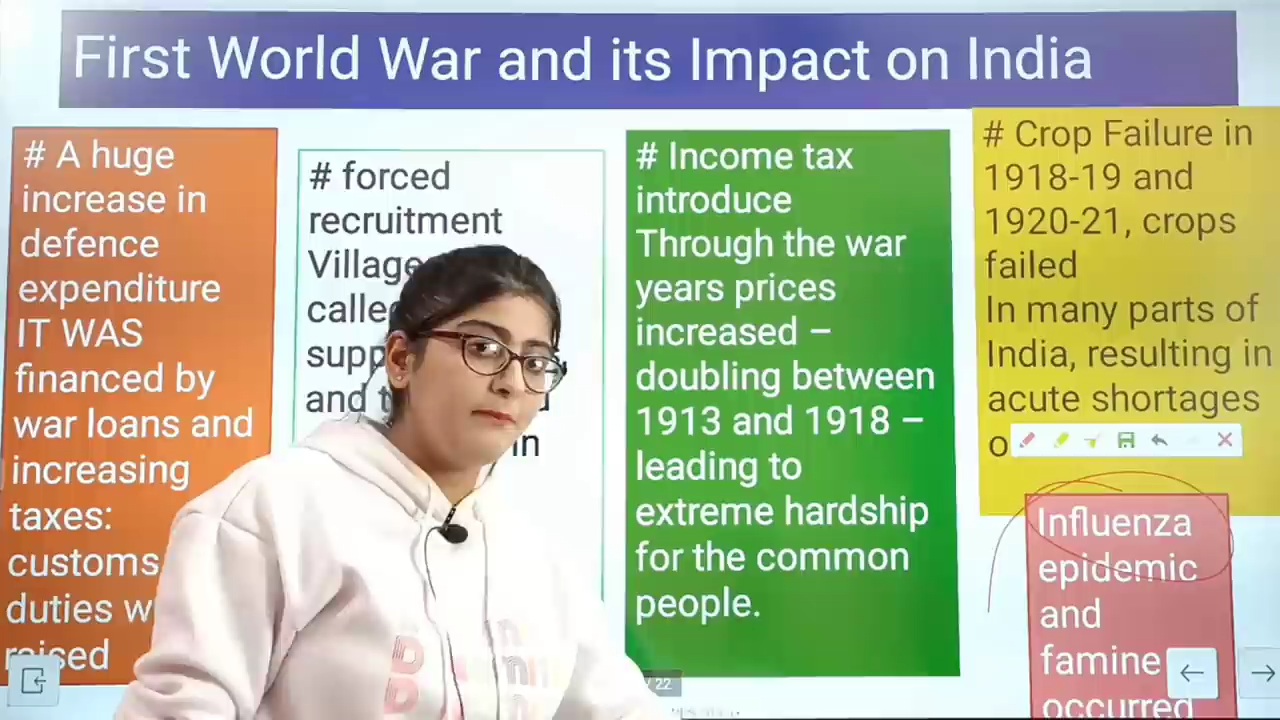 First World War and its Impact on India
# A huge
increase in
defence
expenditure
IT WAS
financed by
war loans and
increasing
taxes:
customs
duties
raised
# forced
recruitment
and
in
# Income tax
introduce
Through the war
years prices
increased –
doubling between
1913 and 1918 –
leading to
extreme hardship
for the common
people.
# Crop Failure in
1918-19 and
1920-21, crops
failed
In many parts of
India, resulting in
acute shortages
Influenza
epidemic
and
famine
occurred
22